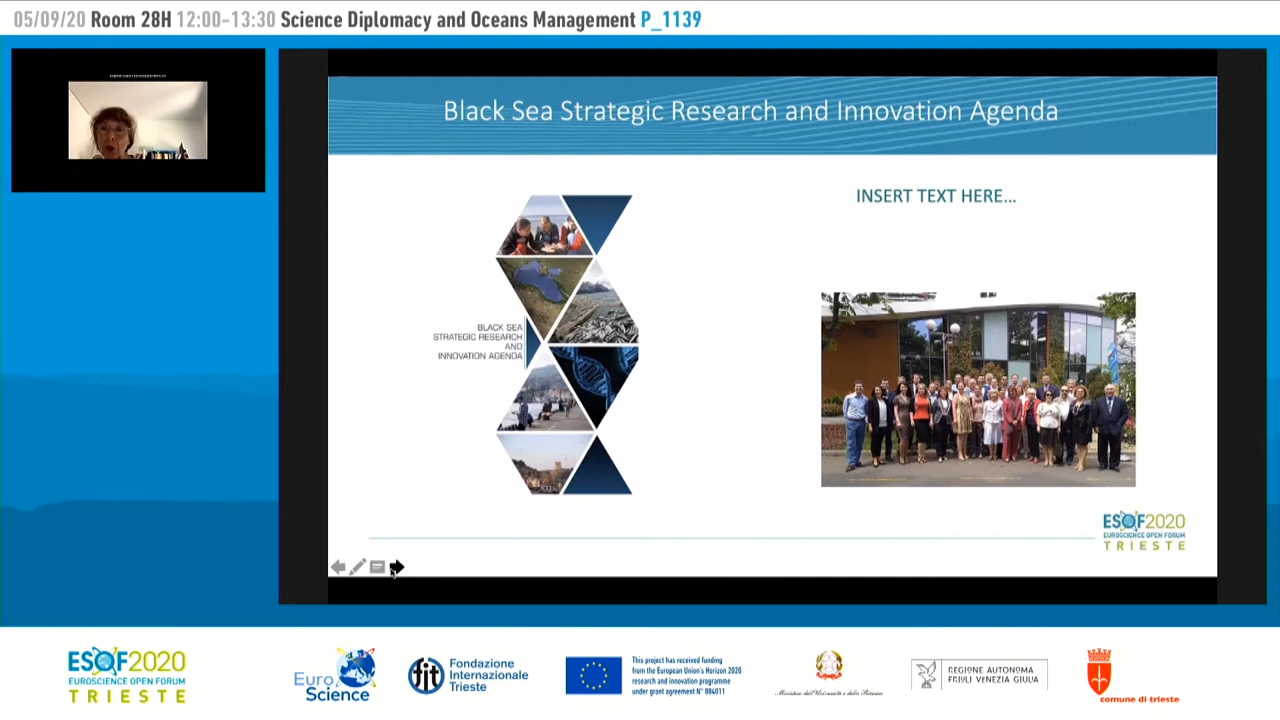 05/09/20 Room 28H 12:00-13:30 Science Diplomacy and Oceans Management P_1139
Black Sea Strategic Research and Innovation Agenda
INSERT TEXT HERE...
BLACK SEA
STRATEGIC RESEARCH
AND
INNOVATION AGENDA
ESOF2020
EUROSCIENCE OPEN FORUM
TRIESTE
ESOF2020
EUROSCIENCE OPEN FORUM
TRIESTE
Euro
Science
fit
Fondazione
Internazionale
Trieste
This project has received funding
from the European Union's Horizon 2020
research and innovation programme
under grant agreement N° 884011
Ministero dell'Università e della Ricerca
REGIONE AUTONOMA
FRIULI VENEZIA GIULIA
comune di trieste